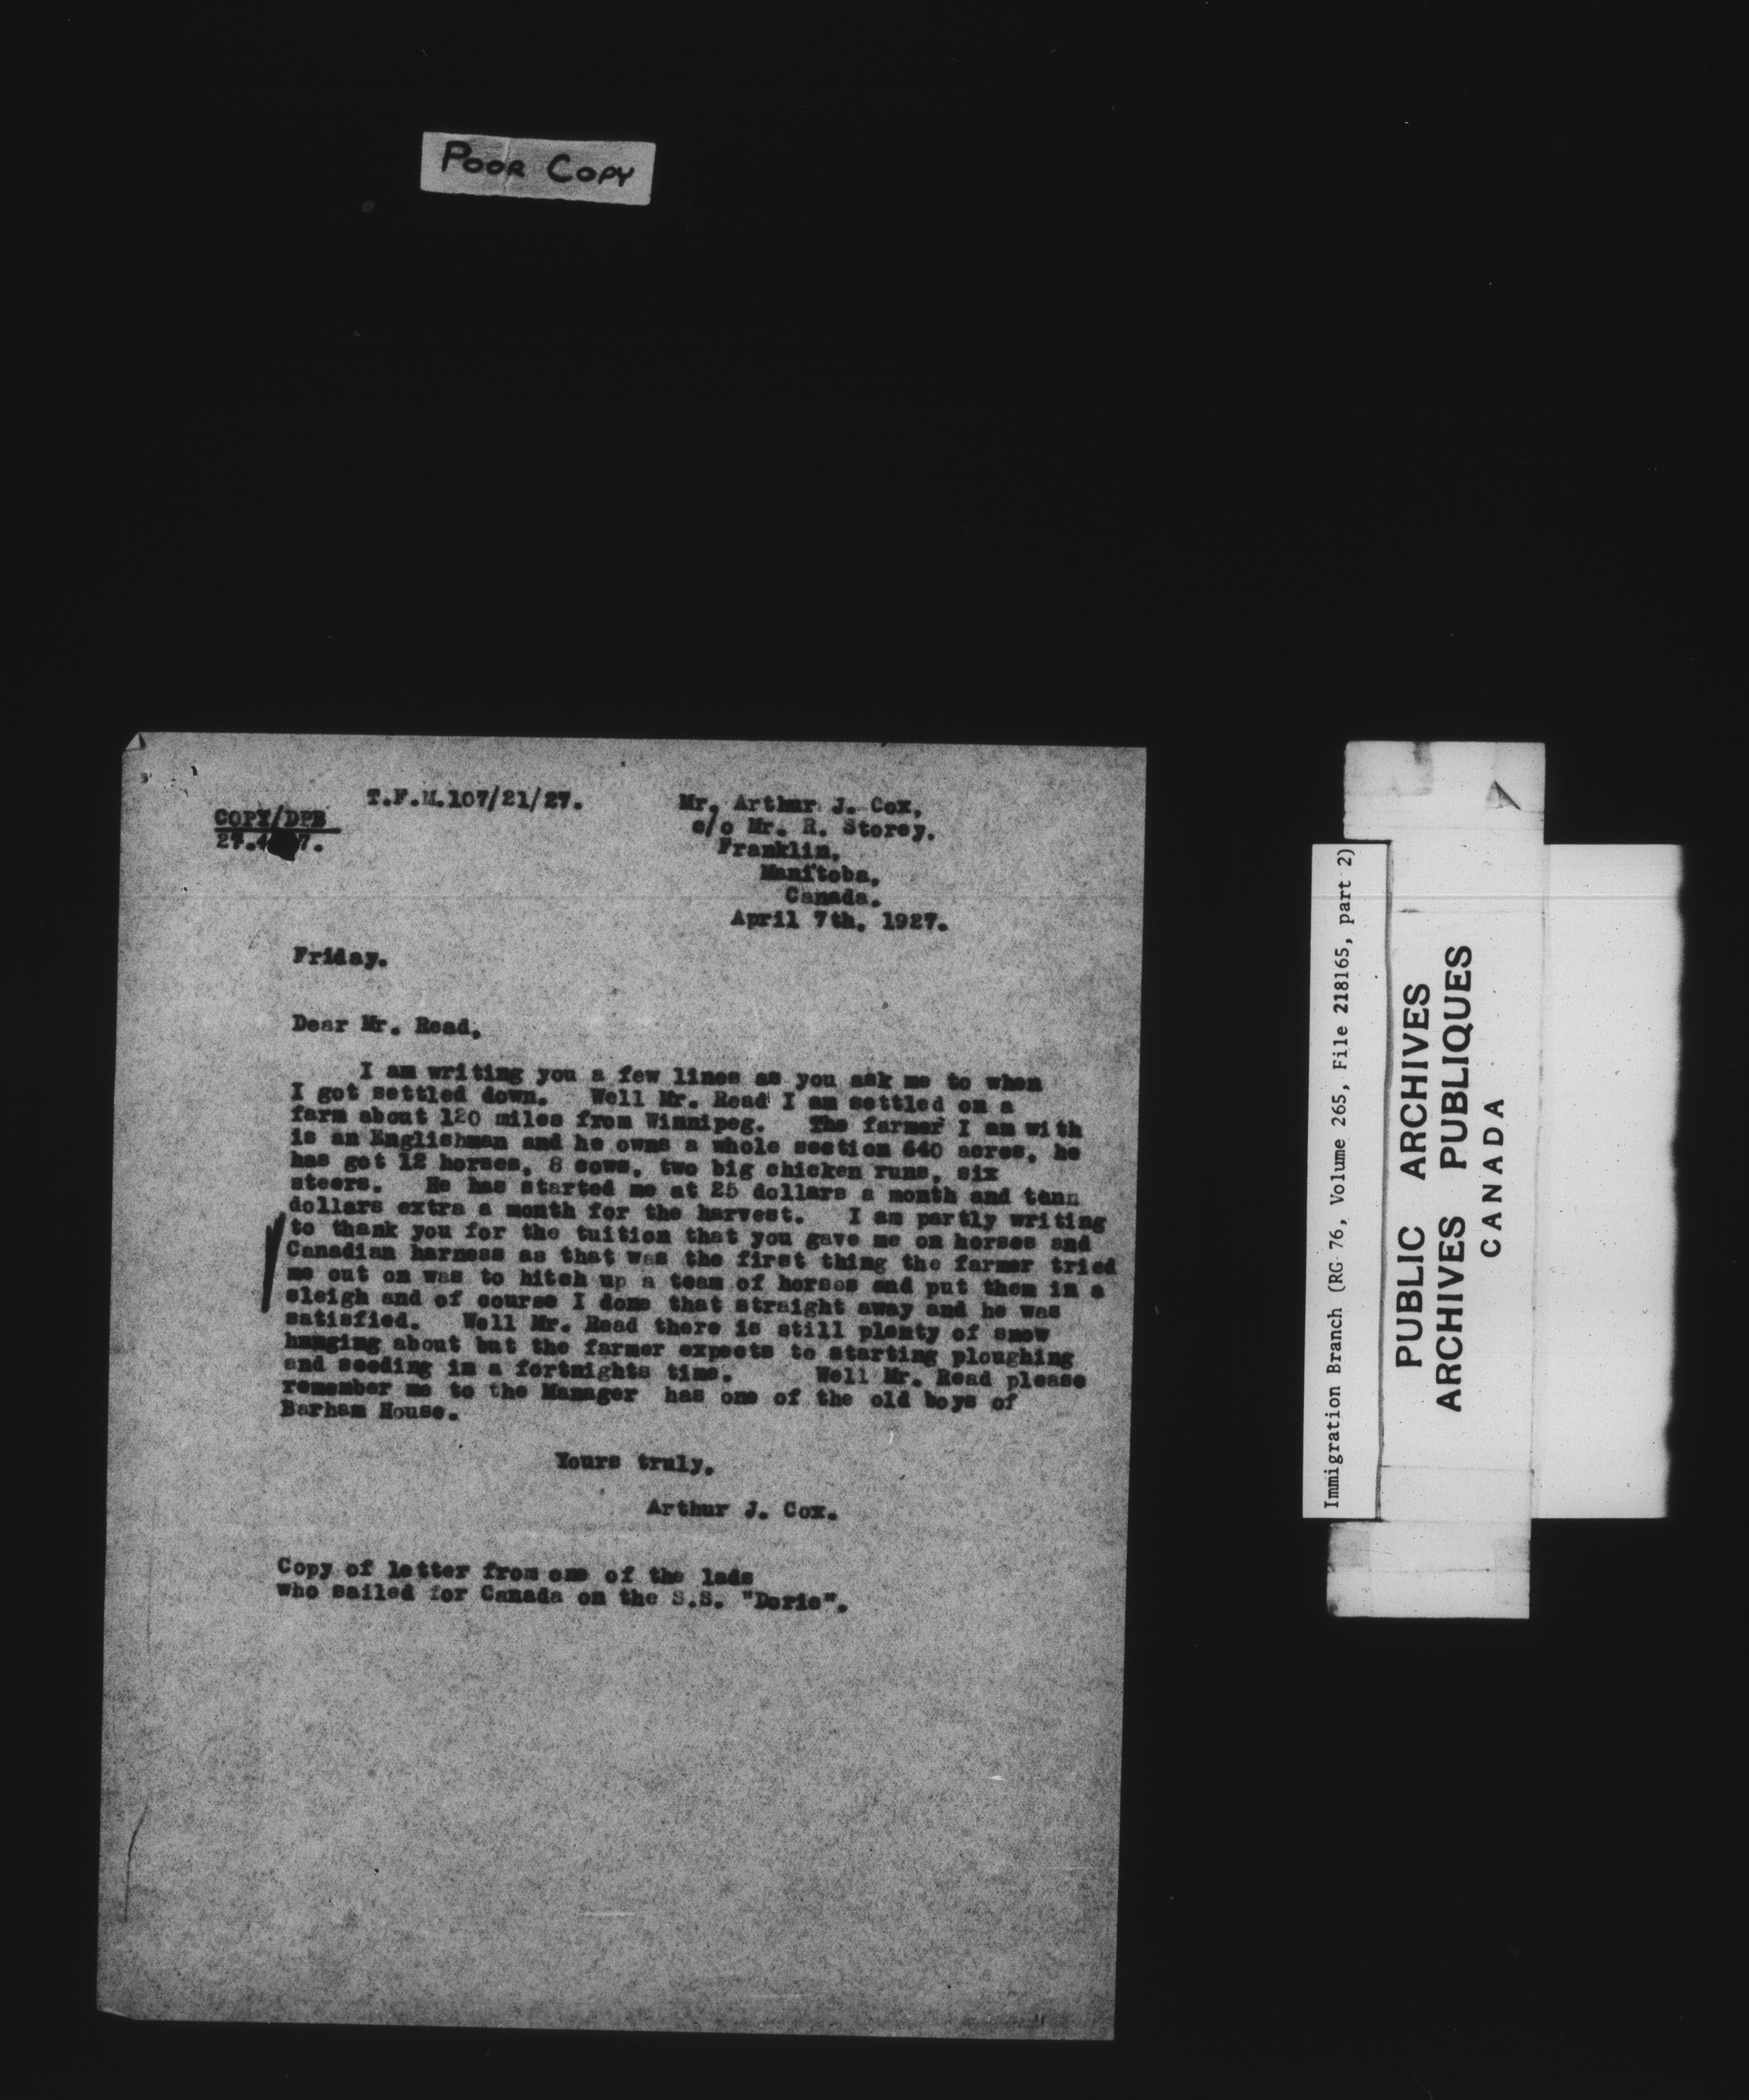 POOR COPY
T.F.M.107/21/27.
COPY/DPB
27.4 7.
Mr. Arthur J. Cox,
c/o Mr. R. Storey,
Franklin,
Manitoba,
Canada.
April 7th, 1927.
Friday.
Dear Mr. Read,
I am writing you a few lines as you ask me to when
I got settled down. Well Mr. Read I am settled on a
farm about 120 miles from Winnipeg. The farmer I am with
is an Englishman and he owns a whole section 640 acres, he
has got 12 horses, 8 cows, two big chicken runs, six
steers. He has started me at 25 dollars a month and tenn
dollars extra a month for the harvest. I am partly writing
to thank you for the tuition that you gave me on horses and
Canadian harness as that was the first thing the farmer tried
me out on was to hitch up a team of horses and put them in a
sleigh and of course I done that straight away and he was
satisfied. Well Mr. Read there is still plenty of snow
hanging about but the farmer expects to starting ploughing
and seeding in a fortnights time. Well Mr. Read please
remember me to the Manager has one of the old boys of
Barham House.
Yours truly,
Arthur J. Cox.
Copy of letter from one of the lads
who sailed for Canada on the S.S. "Doric".
Immigration Branch (RG 76, Volume 265, File 218165, part 2)
PUBLIC ARCHIVES
ARCHIVES PUBLIQUES
CANADA